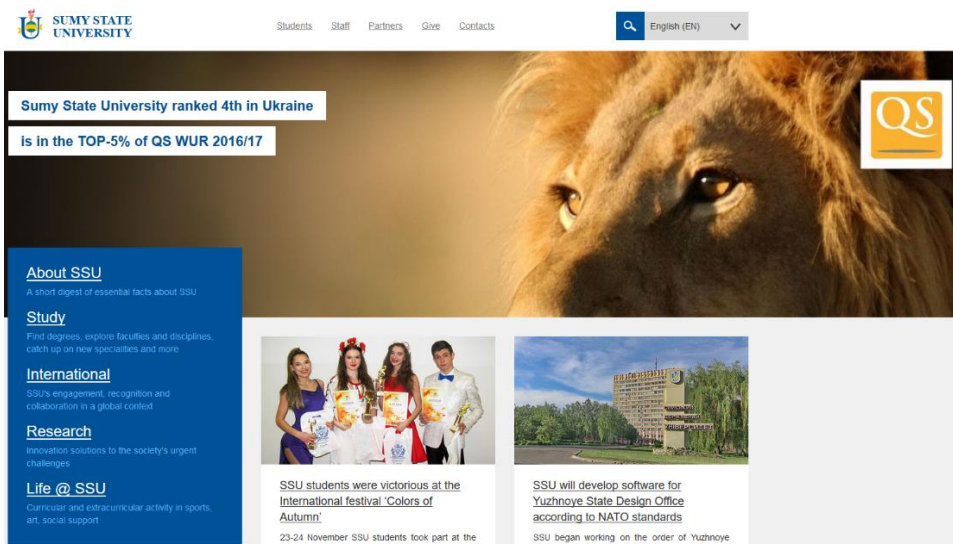 SUMY STATE
UNIVERSITY
Students Staff Partners Give Contacts
English (EN)
Sumy State University ranked 4th in Ukraine
is in the TOP-5% of QS WUR 2016/17
QS
About SSU
A short digest of essential facts about SSU
Study
Find degrees, explore faculties and disciplines,
catch up on new specialities and more
International
SSU's engagement, recognition and
collaboration in a global context
Research
Innovation solutions to the society's urgent
challenges
Life @ SSU
Curricular and extracurricular activity in sports,
art, social support
SSU students were victorious at the
International festival 'Colors of
Autumn'
23-24 November SSU students took part at the
SSU will develop software for
Yuzhnoye State Design Office
according to NATO standards
SSU began working on the order of Yuzhnoye